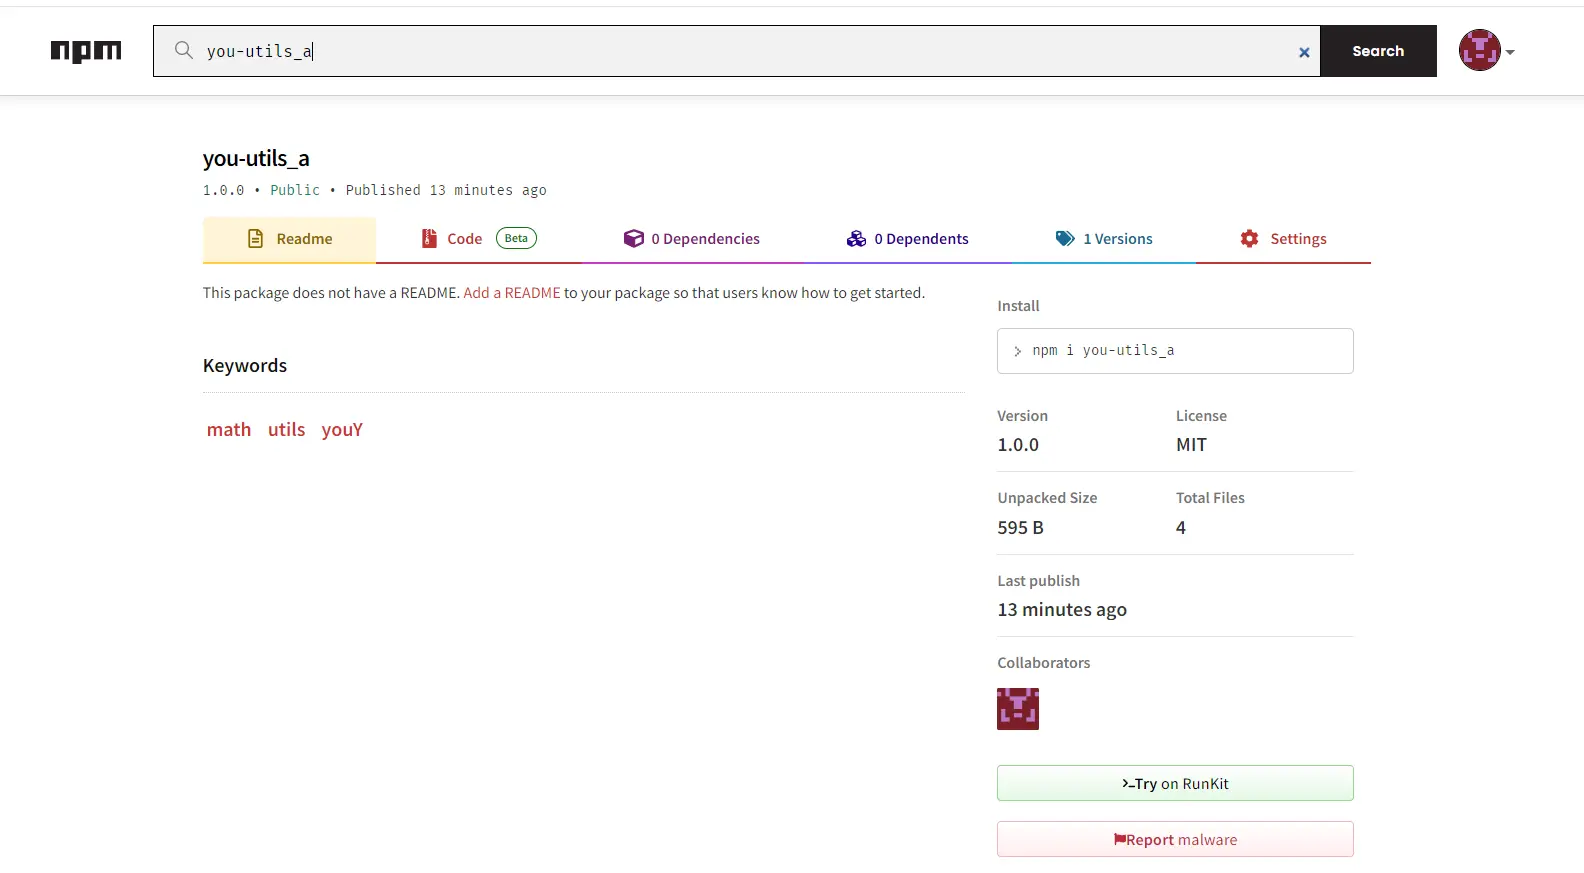 npm
you-utils_a
Search
you-utils_a
1.0.0 • Public • Published 13 minutes ago
Readme
Code Beta
0 Dependencies
0 Dependents
1 Versions
Settings
This package does not have a README. Add a README to your package so that users know how to get started.
Keywords
math utils youY
Install
npm i you-utils_a
Version
1.0.0
License
MIT
Unpacked Size
595 B
Total Files
4
Last publish
13 minutes ago
Collaborators
>_Try on RunKit
Report malware